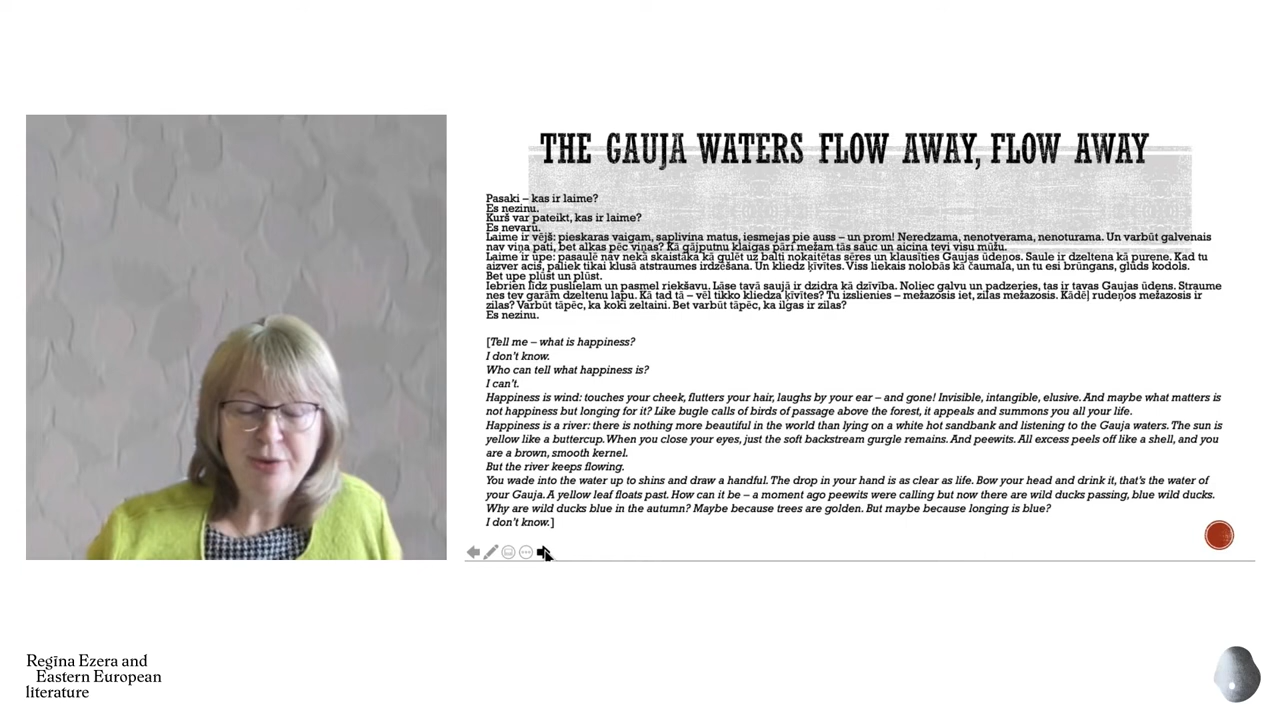 THE GAUJA WATERS FLOW AWAY, FLOW AWAY
Pasaki – kas ir laime?
Es nezinu.
Kurš var pateikt, kas ir laime?
Es nevaru.
Laime ir vējš: pieskaras vaigam, saplivina matus, iesmejas pie auss – un prom! Neredzama, nenotverama, nenoturama. Un varbūt galvenais
nav viņa pati, bet alkas pēc viņas? Kā gājputnu klaigas pāri mežam tās sauc un aicina tevi visu mūžu.
Laime ir upe: pasaulē nav nekā skaistāka kā gulēt uz balti nokaitētas sēres un klausīties Gaujas ūdeņos. Saule ir dzeltena kā purene. Kad tu
aizver acis, paliek tikai klusā atstraumes irdzēšana. Un kliedz ķīvītes. Viss liekais nolobās kā čaumala, un tu esi brūngans, glūds kodols.
Bet upe plūst un plūst.
Iebrien līdz puslielam un pasmel riekšavu. Lāse tavā saujā ir dzidra kā dzīvība. Noliec galvu un padzeries, tas ir tavas Gaujas ūdens. Straume
nes tev garām dzeltenu lapu. Kā tad tā – vēl tikko kliedza ķīvītes? Tu izslienies – mežazosis iet, zilas mežazosis. Kādēļ rudeņos mežazosis ir
zilas? Varbūt tāpēc, ka koki zeltaini. Bet varbūt tāpēc, ka ilgas ir zilas?
Es nezinu.
[Tell me – what is happiness?
I don't know.
Who can tell what happiness is?
I can't.
Happiness is wind: touches your cheek, flutters your hair, laughs by your ear – and gone! Invisible, intangible, elusive. And maybe what matters is
not happiness but longing for it? Like bugle calls of birds of passage above the forest, it appeals and summons you all your life.
Happiness is a river: there is nothing more beautiful in the world than lying on a white hot sandbank and listening to the Gauja waters. The sun is
yellow like a buttercup. When you close your eyes, just the soft backstream gurgle remains. And peewits. All excess peels off like a shell, and you
are a brown, smooth kernel.
But the river keeps flowing.
You wade into the water up to shins and draw a handful. The drop in your hand is as clear as life. Bow your head and drink it, that's the water of
your Gauja. A yellow leaf floats past. How can it be – a moment ago peewits were calling but now there are wild ducks passing, blue wild ducks.
Why are wild ducks blue in the autumn? Maybe because trees are golden. But maybe because longing is blue?
I don't know.]
Regīna Ezera and
Eastern European
literature